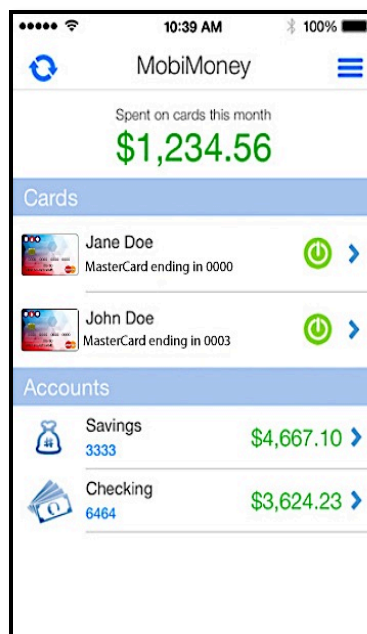 10:39 AM
100%
MobiMoney
Spent on cards this month
$1,234.56
Cards
Jane Doe
MasterCard ending in 0000
John Doe
MasterCard ending in 0003
Accounts
Savings
3333
$4,667.10
Checking
6464
$3,624.23